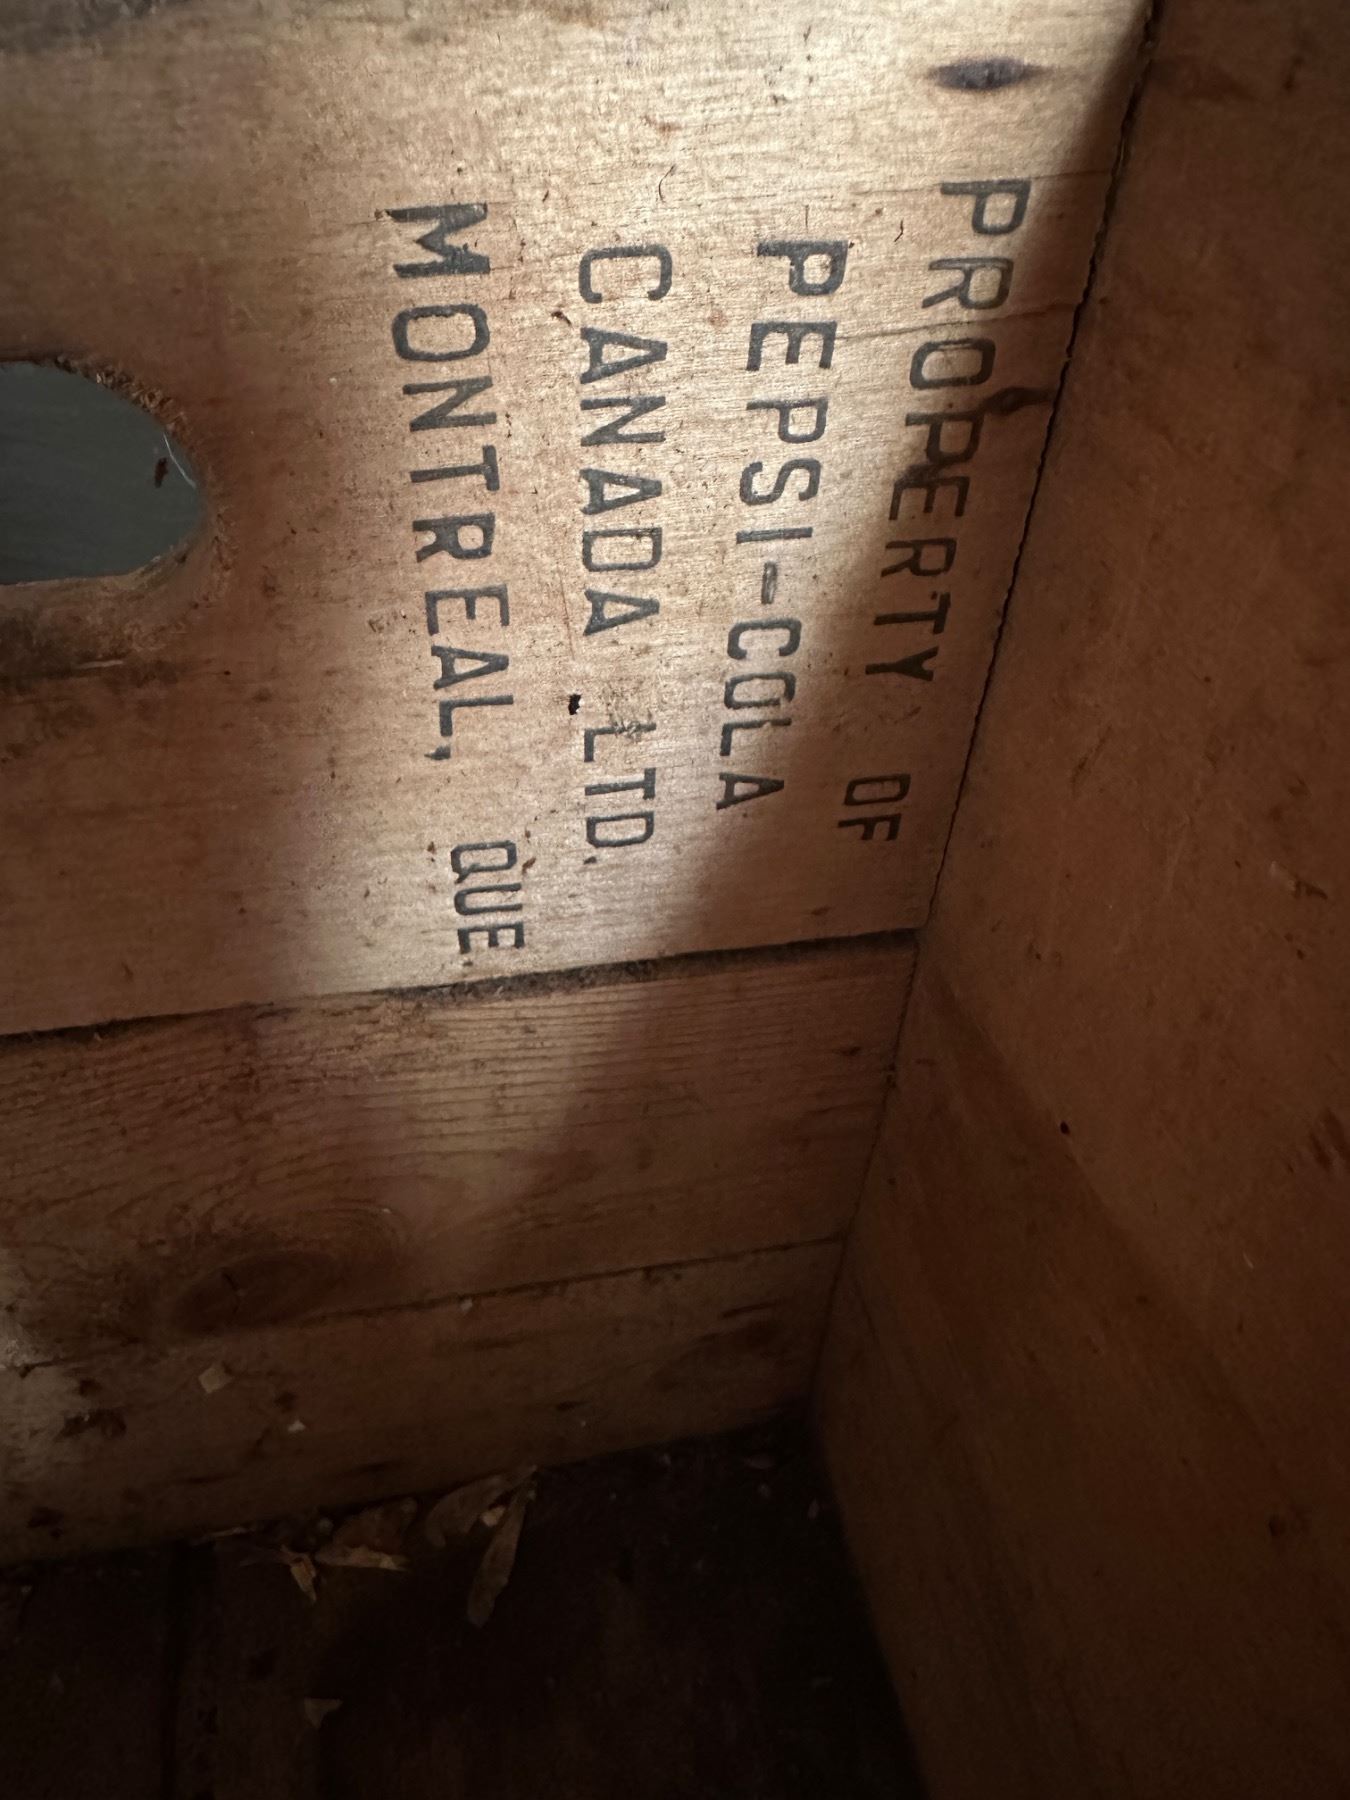 PROPERTY OF
PEPSI-COLA
CANADA LTD.
MONTREAL, QUE